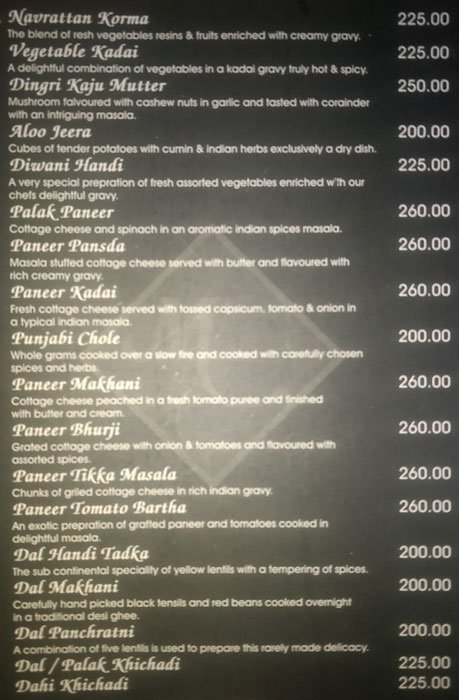 Navrattan Korma 225.00
The blend of resh vegetables resins & fruits enriched with creamy gravy.
Vegetable Kadai 225.00
A delightful combination of vegetables in a kadai gravy truly hot & spicy.
Dingri Kaju Mutter 250.00
Mushroom falvoured with cashew nuts in garlic and tasted with corainder
with an intriguing masala.
Aloo Jeera 200.00
Cubes of tender potatoes with cumin & indian herbs exclusively a dry dish.
Diwani Handi 225.00
A very special prepration of fresh assorted vegetables enriched w'th our
chefs delightful gravy.
Palak Paneer 260.00
Cottage cheese and spinach in an aromatic indian spices masala.
Paneer Pansda 260.00
Masala stuffed cottage cheese served with butter and flavoured with
rich creamy gravy.
Paneer Kadai 260.00
Fresh cottage cheese served with tossed capsicum, tomato & onion in
a typical indian masala.
Punjabi Chole 200.00
Whole grams cooked over a slow fire and cooked with carefully chosen
spices and herbs.
Paneer Makhani 260.00
Cottage cheese peached in a fresh tomato puree and finished
with butter and cream.
Paneer Bhurji 260.00
Grated cottage cheese with onion & tomatoes and flavoured with
assorted spices.
Paneer Tikka Masala 260.00
Chunks of griled cottage cheese in rich indian gravy.
Paneer Tomato Bartha 260.00
An exotic prepration of graffed paneer and tomatoes cooked in
delightful masala.
Dal Handi Tadka 200.00
The sub continental speciality of yellow lentils with a tempering of spices.
Dal Makhani 200.00
Carefully hand picked black tensils and red beans cooked overnight
in a traditional desi ghee.
Dal Panchratni 200.00
A combination of five lentils is used to prepare this rarely made delicacy.
Dal / Palak Khichadi 225.00
Dahi Khichadi 225.00